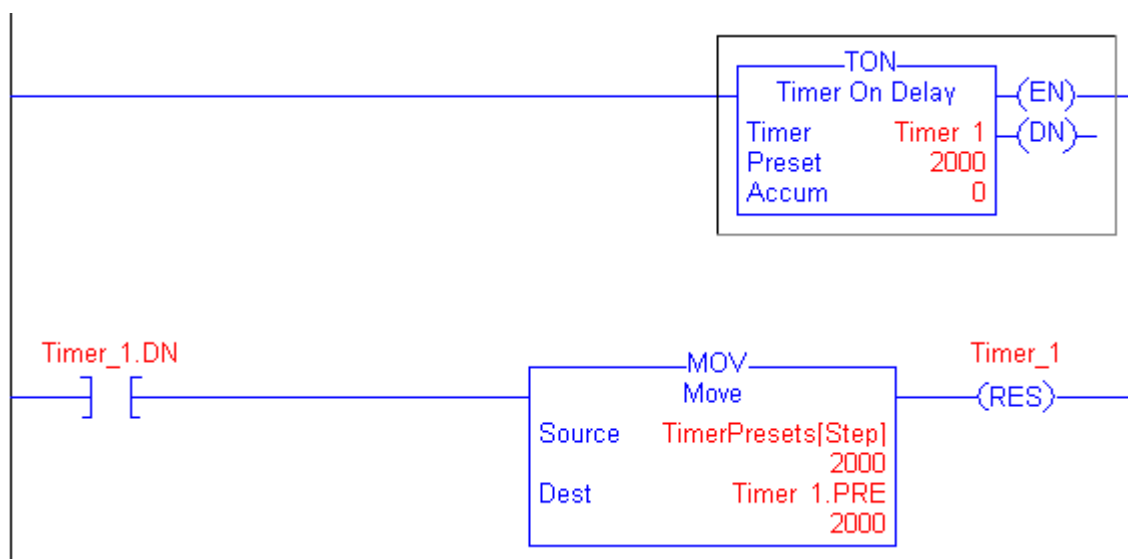 TON
Timer On Delay
(EN)
Timer Timer 1
(DN)
Preset 2000
Accum 0
Timer_1.DN
MOV
Move
Timer_1
(RES)
Source TimerPresets[Step]
2000
Dest Timer 1.PRE
2000